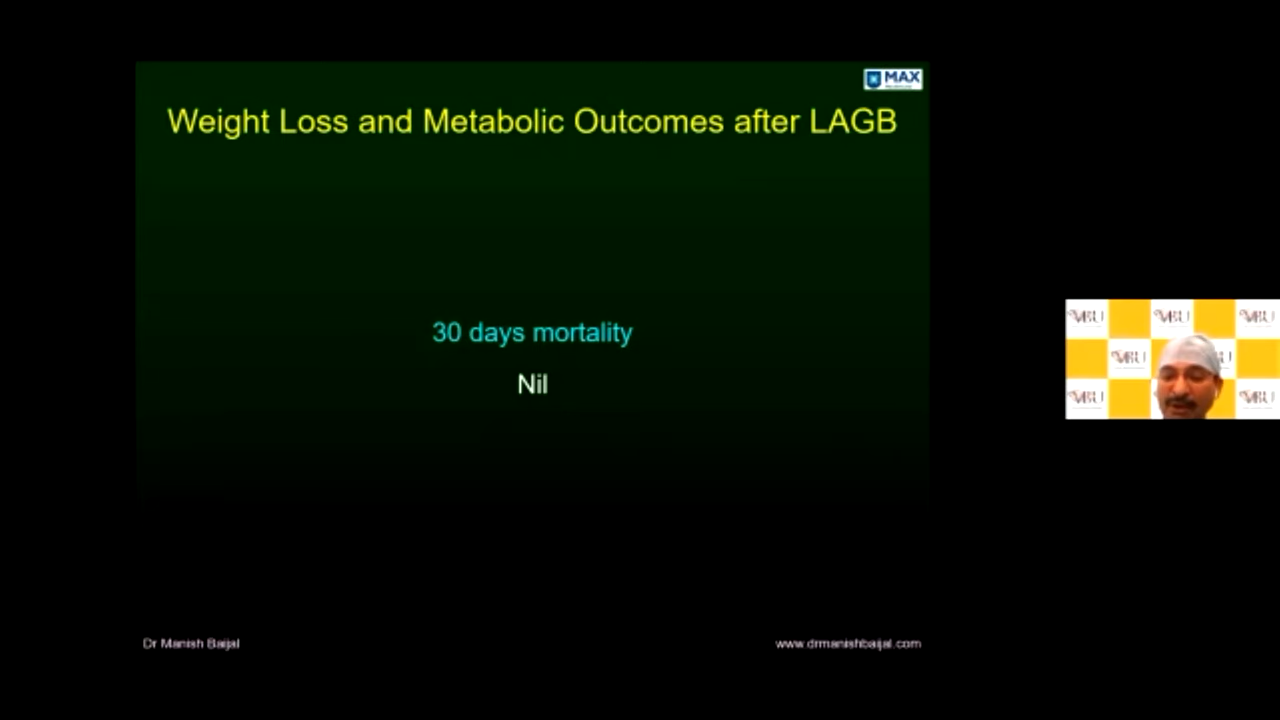 MAX
Weight Loss and Metabolic Outcomes after LAGB
30 days mortality
Nil
Dr Manish Baijal
www.drmanishbaijal.com